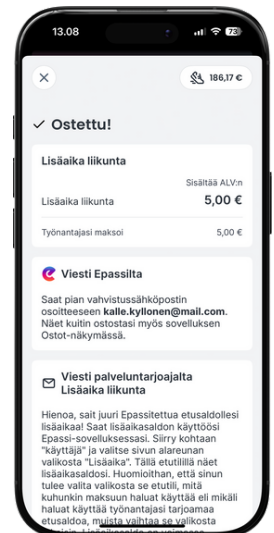 13.08
73
186,17 €
Ostettu!
Lisäaika liikunta
Sisältää ALV:n
Lisäaika liikunta 5,00 €
Työnantajasi maksoi 5,00 €
Viesti Epassilta
Saat pian vahvistussähköpostin
osoitteeseen kalle.kyllonen@mail.com.
Näet kuitin ostostasi myös sovelluksen
Ostot-näkymässä.
Viesti palveluntarjoajalta
Lisäaika liikunta
Hienoa, sait juuri Epassitettua etusaldollesi
lisäaikaa! Saat lisäaikasaldon käyttöösi
Epassi-sovelluksessasi. Siirry kohtaan
"käyttäjä" ja valitse sivun alareunan
valikosta "Lisäaika". Tällä etutilillä näet
lisäaikasaldosi. Huomioithan, että sinun
tulee valita valikosta se etutili, mitä
kuhunkin maksuun haluat käyttää eli mikäli
haluat käyttää työnantajasi tarjoamaa
etusaldoa, muista vaihtaa se valikosta